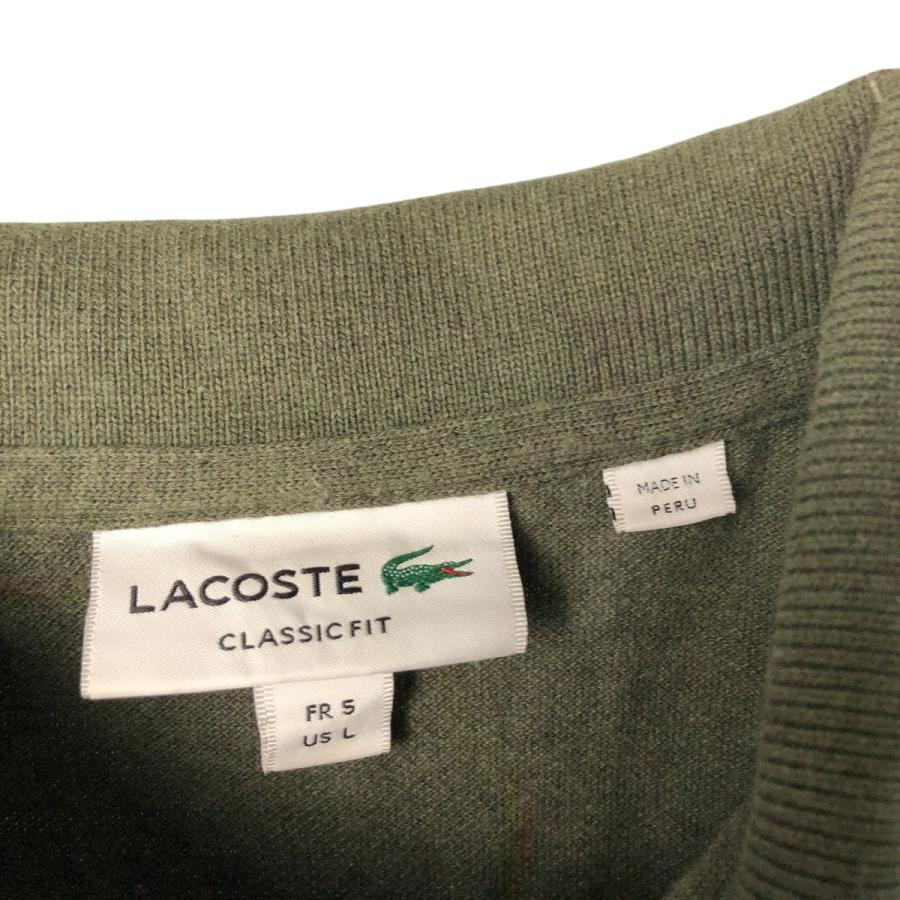 MADE IN
PERU
LACOSTE
CLASSIC FIT
FR 5
US L